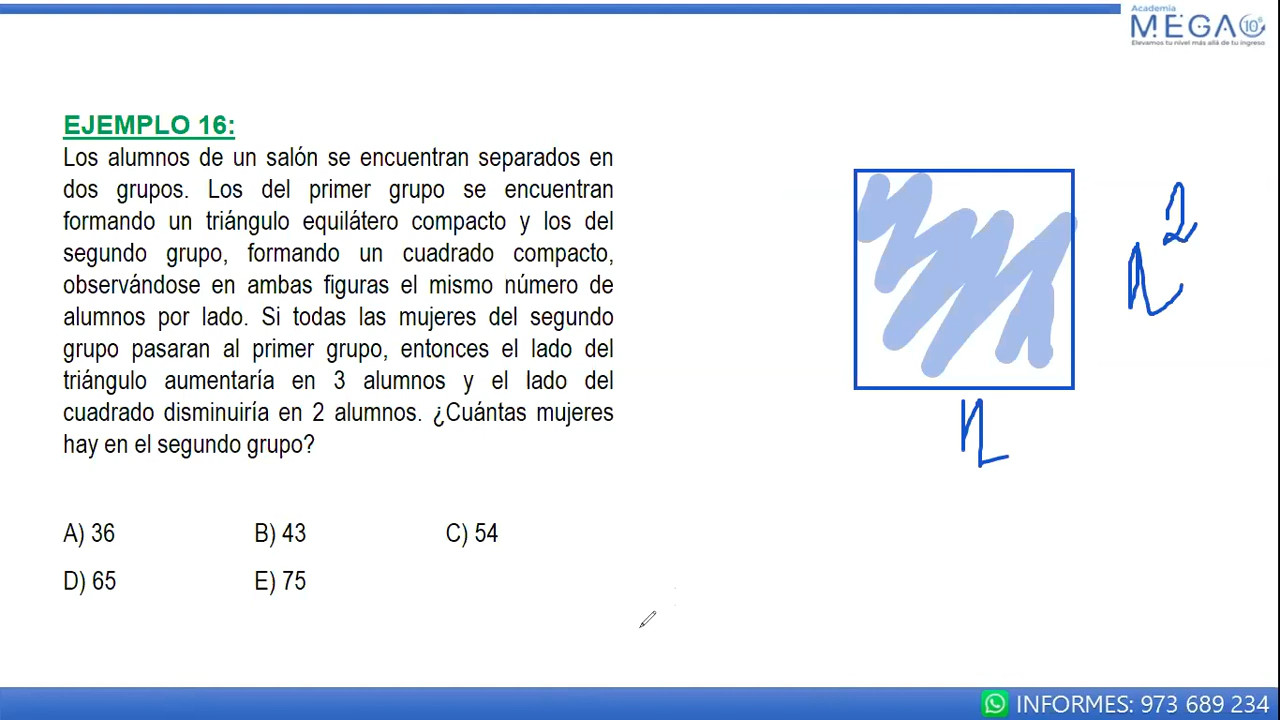 Academia
MEGA 10⁶
Elevamos tu nivel más allá de tu ingreso
EJEMPLO 16:
Los alumnos de un salón se encuentran separados en
dos grupos. Los del primer grupo se encuentran
formando un triángulo equilátero compacto y los del
segundo grupo, formando un cuadrado compacto,
observándose en ambas figuras el mismo número de
alumnos por lado. Si todas las mujeres del segundo
grupo pasaran al primer grupo, entonces el lado del
triángulo aumentaría en 3 alumnos y el lado del
cuadrado disminuiría en 2 alumnos. ¿Cuántas mujeres
hay en el segundo grupo?
A) 36 B) 43 C) 54
D) 65 E) 75
n²
n
INFORMES: 973 689 234